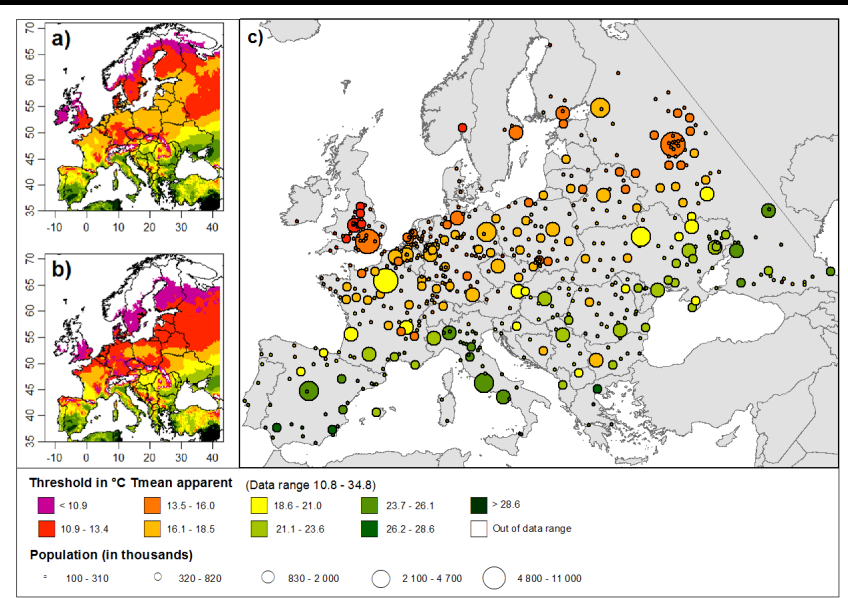 a)
70
65
60
55
50
45
40
35
-10 0 10 20 30 40
b)
70
65
60
55
50
45
40
35
-10 0 10 20 30 40
c)
Threshold in °C Tmean apparent (Data range 10.8 - 34.8)
< 10.9 13.5 - 16.0 18.6 - 21.0 23.7 - 26.1 > 28.6
10.9 - 13.4 16.1 - 18.5 21.1 - 23.6 26.2 - 28.6 Out of data range
Population (in thousands)
100 - 310 320 - 820 830 - 2 000 2 100 - 4 700 4 800 - 11 000